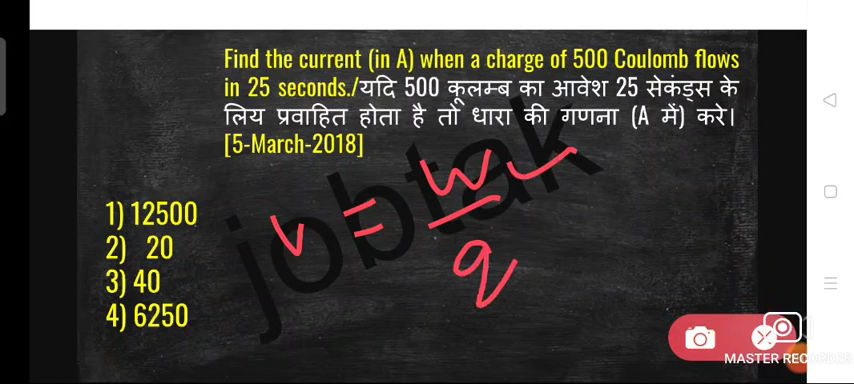 Find the current (in A) when a charge of 500 Coulomb flows
in 25 seconds./यदि 500 कूलम्ब का आवेश 25 सेकंड्स के
लिय प्रवाहित होता है तो धारा की गणना (A में) करे।
[5-March-2018]
1) 12500
2) 20
3) 40
4) 6250
jobtak
v = w
q
MASTER RECORDER